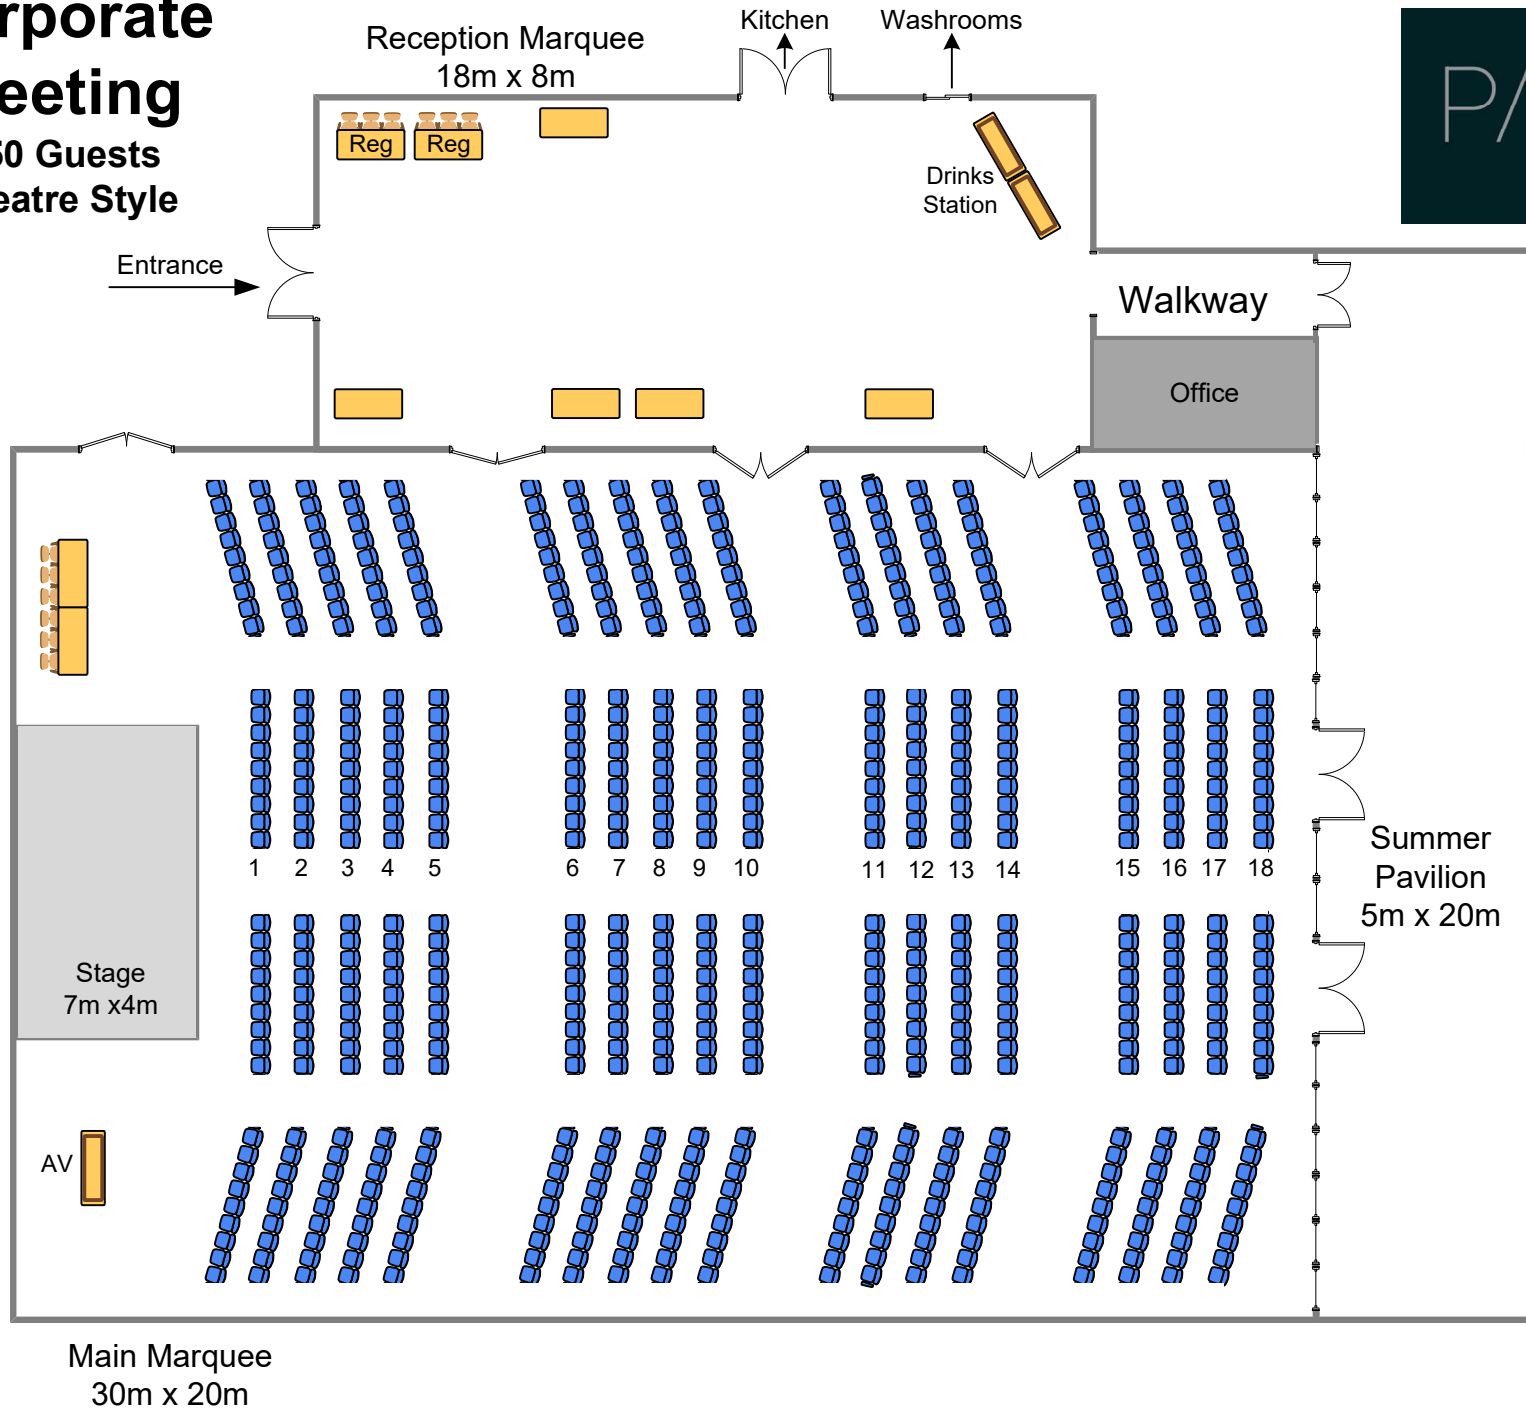 rporate
eeting
50 Guests
eatre Style
Reception Marquee
18m x 8m
Kitchen
Washrooms
PA
Reg
Reg
Drinks
Station
Entrance
Walkway
Office
1 2 3 4 5 6 7 8 9 10 11 12 13 14 15 16 17 18
Summer
Pavilion
5m x 20m
Stage
7m x4m
AV
Main Marquee
30m x 20m